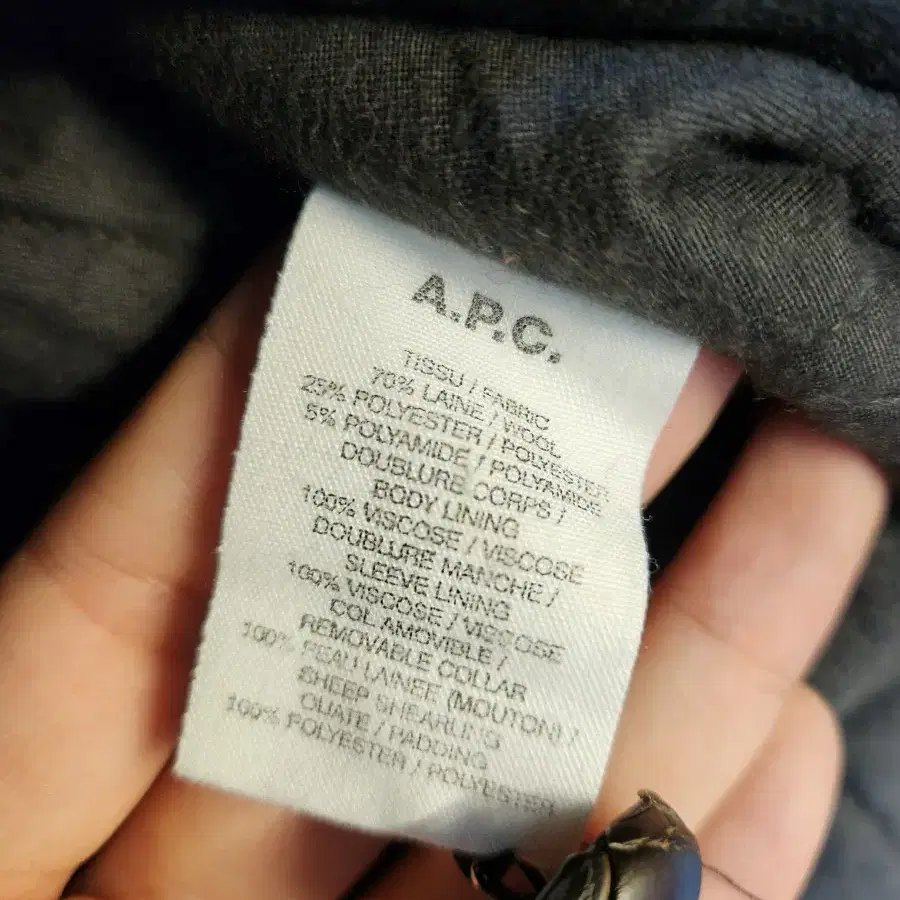 A.P.C.
TISSU / FABRIC
70% LAINE / WOOL
25% POLYESTER / POLYESTER
5% POLYAMIDE / POLYAMIDE
DOUBLURE CORPS /
BODY LINING
100% VISCOSE / VISCOSE
DOUBLURE MANCHE /
SLEEVE LINING
100% VISCOSE / VISCOSE
COL AMOVIBLE /
REMOVABLE COLLAR
100% PEAU LAINEE (MOUTON) /
SHEEP SHEARLING
OUATE / PADDING
100% POLYESTER / POLYESTER